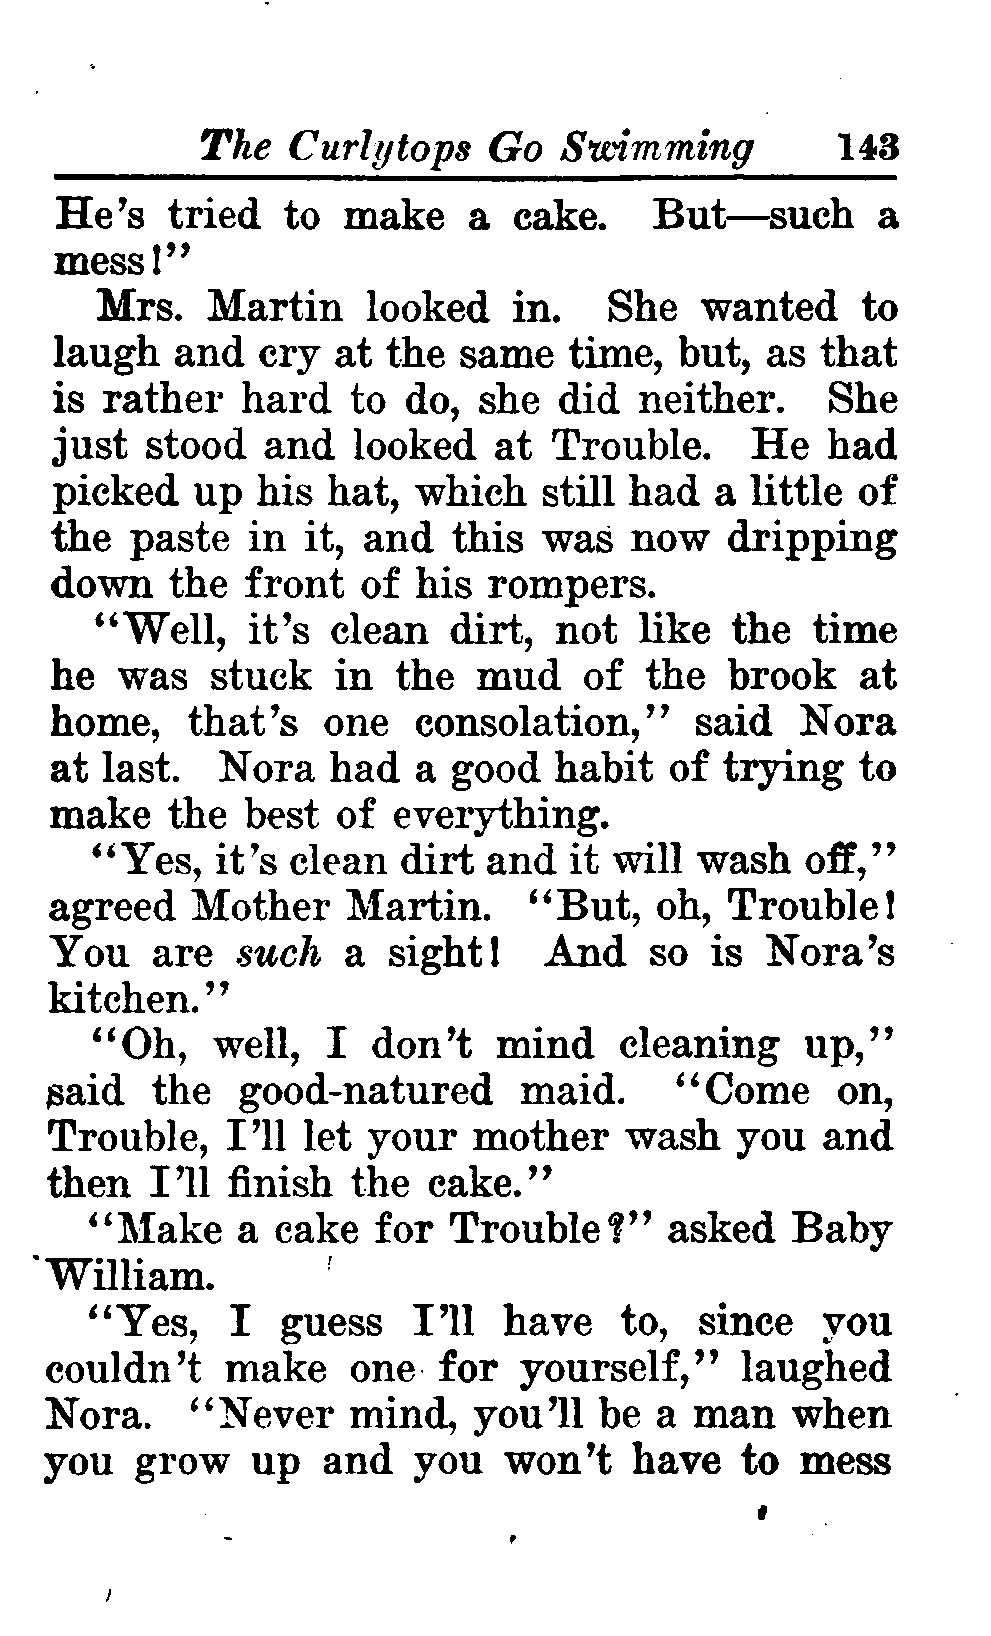 The Curlytops Go Swimming 143
He's tried to make a cake. But—such a
mess!"
Mrs. Martin looked in. She wanted to
laugh and cry at the same time, but, as that
is rather hard to do, she did neither. She
just stood and looked at Trouble. He had
picked up his hat, which still had a little of
the paste in it, and this was now dripping
down the front of his rompers.
"Well, it's clean dirt, not like the time
he was stuck in the mud of the brook at
home, that's one consolation," said Nora
at last. Nora had a good habit of trying to
make the best of everything.
"Yes, it's clean dirt and it will wash off,"
agreed Mother Martin. "But, oh, Trouble!
You are such a sight! And so is Nora's
kitchen."
"Oh, well, I don't mind cleaning up,"
said the good-natured maid. "Come on,
Trouble, I'll let your mother wash you and
then I'll finish the cake."
"Make a cake for Trouble?" asked Baby
William.
"Yes, I guess I'll have to, since you
couldn't make one for yourself," laughed
Nora. "Never mind, you'll be a man when
you grow up and you won't have to mess